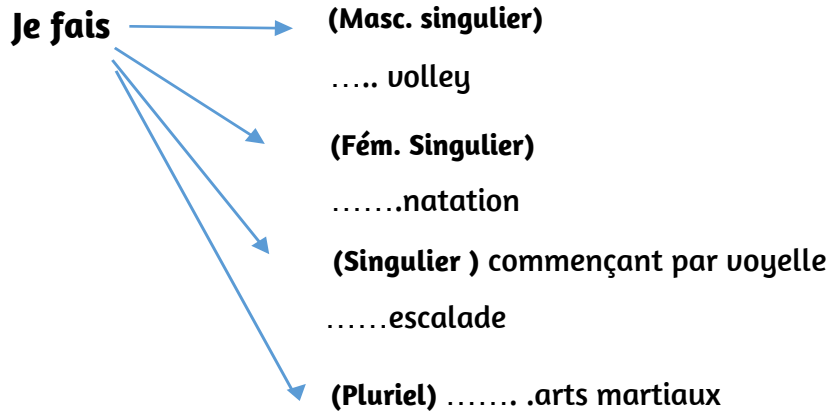 Je fais
(Masc. singulier)
….. volley
(Fém. Singulier)
…….natation
(Singulier ) commençant par voyelle
……escalade
(Pluriel) ……. .arts martiaux